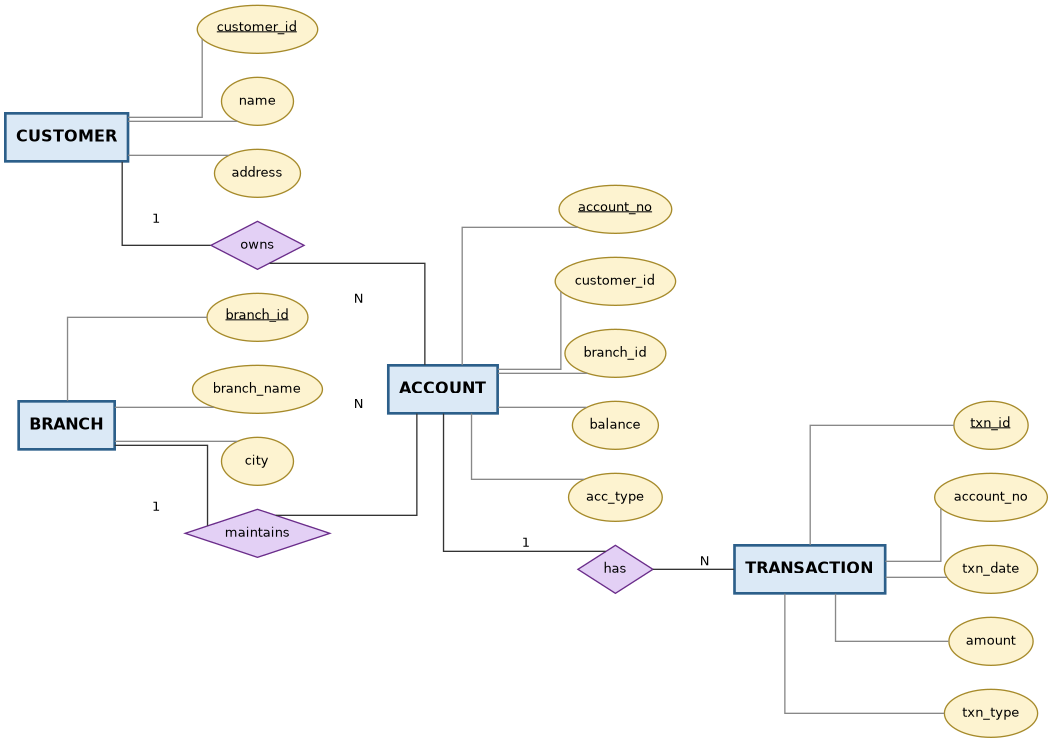 customer_id
name
CUSTOMER
address
1
owns
N
branch_id
branch_name
BRANCH
city
1
maintains
N
account_no
customer_id
branch_id
ACCOUNT
balance
acc_type
1
has
N
txn_id
account_no
TRANSACTION
txn_date
amount
txn_type